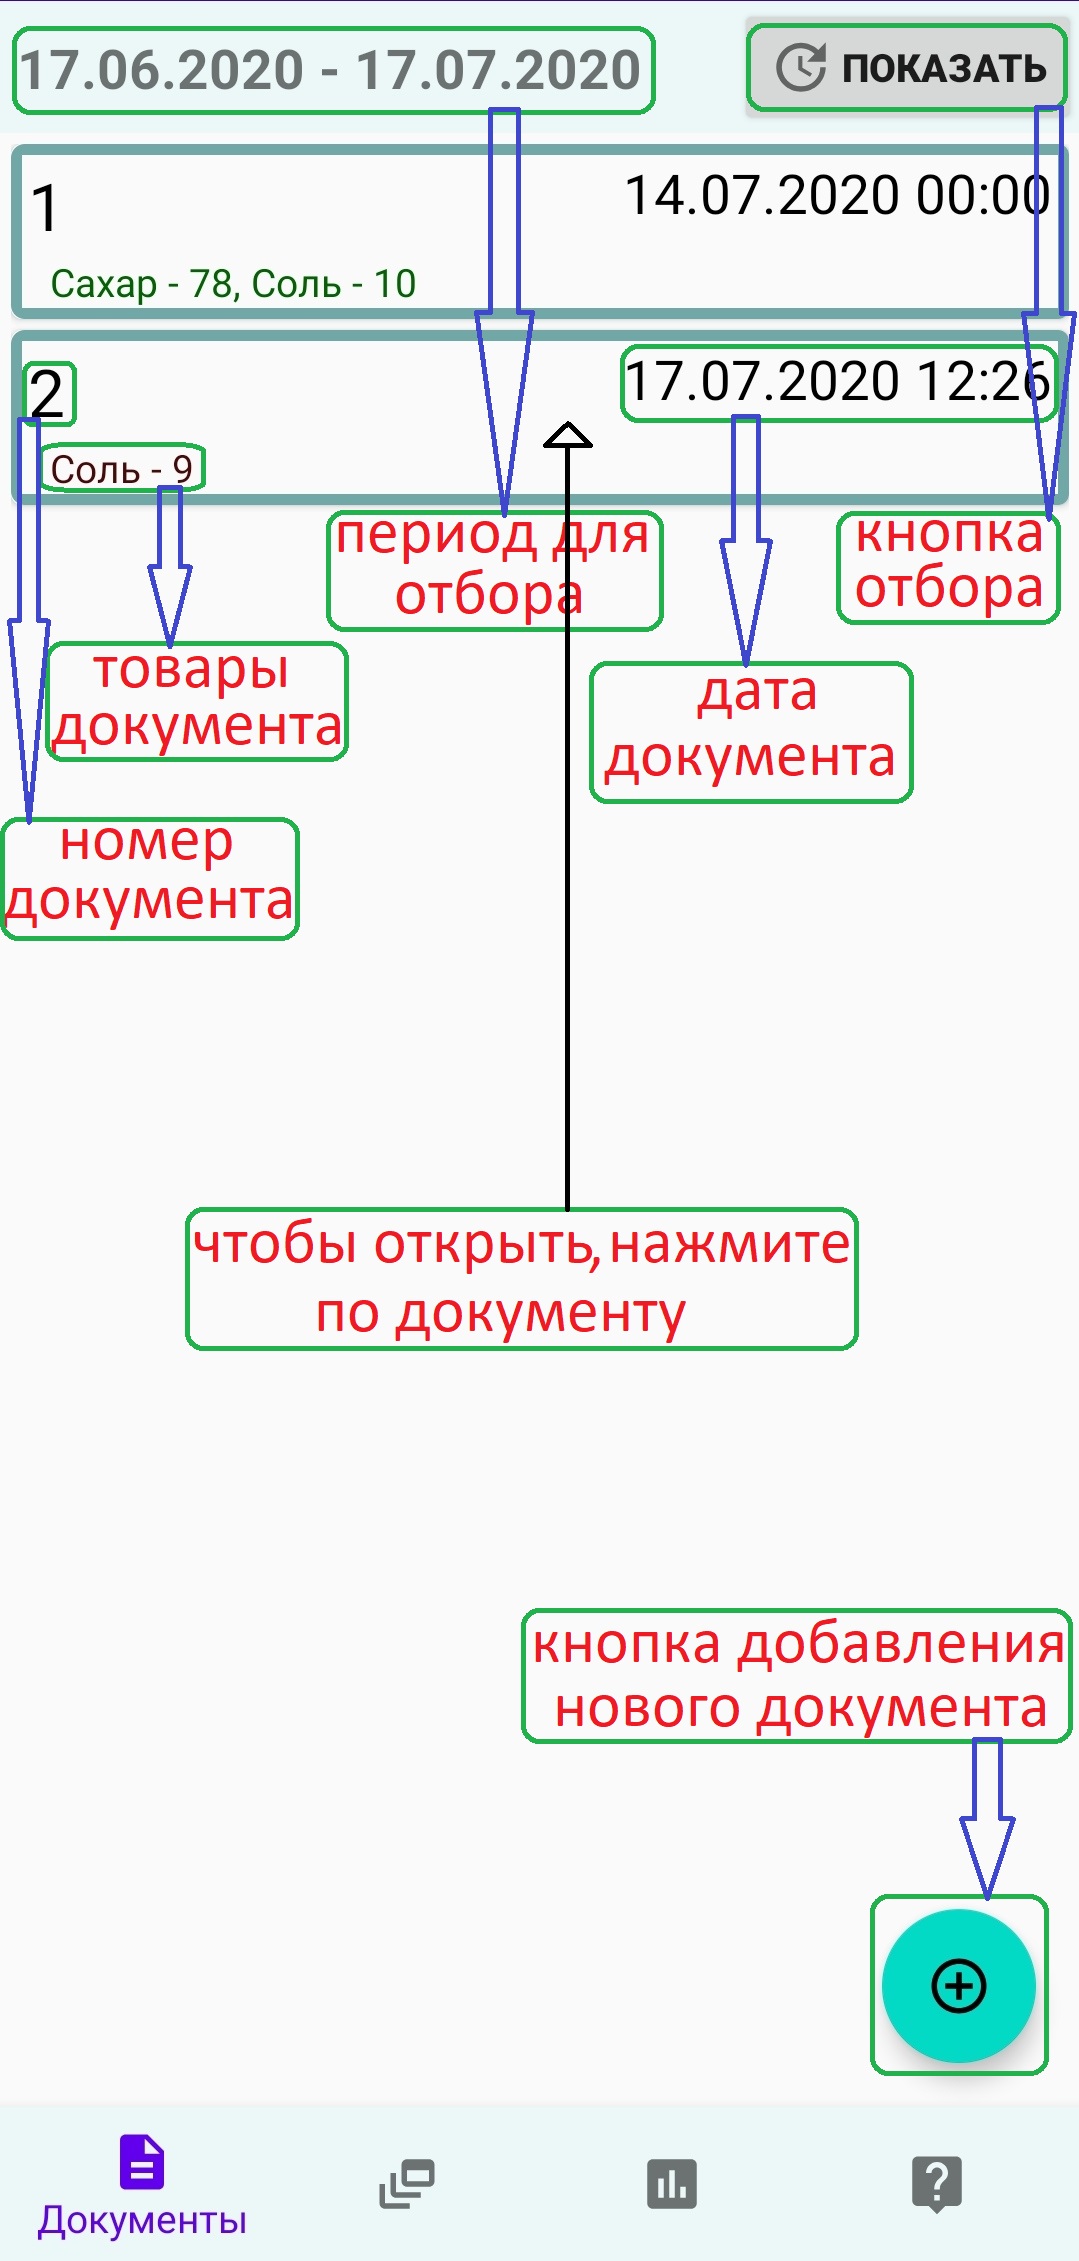 17.06.2020 - 17.07.2020
ПОКАЗАТЬ
1
14.07.2020 00:00
Сахар - 78, Соль - 10
2
17.07.2020 12:26
Соль - 9
период для
отбора
кнопка
отбора
товары
документа
дата
документа
номер
документа
чтобы открыть, нажмите
по документу
кнопка добавления
нового документа
Документы